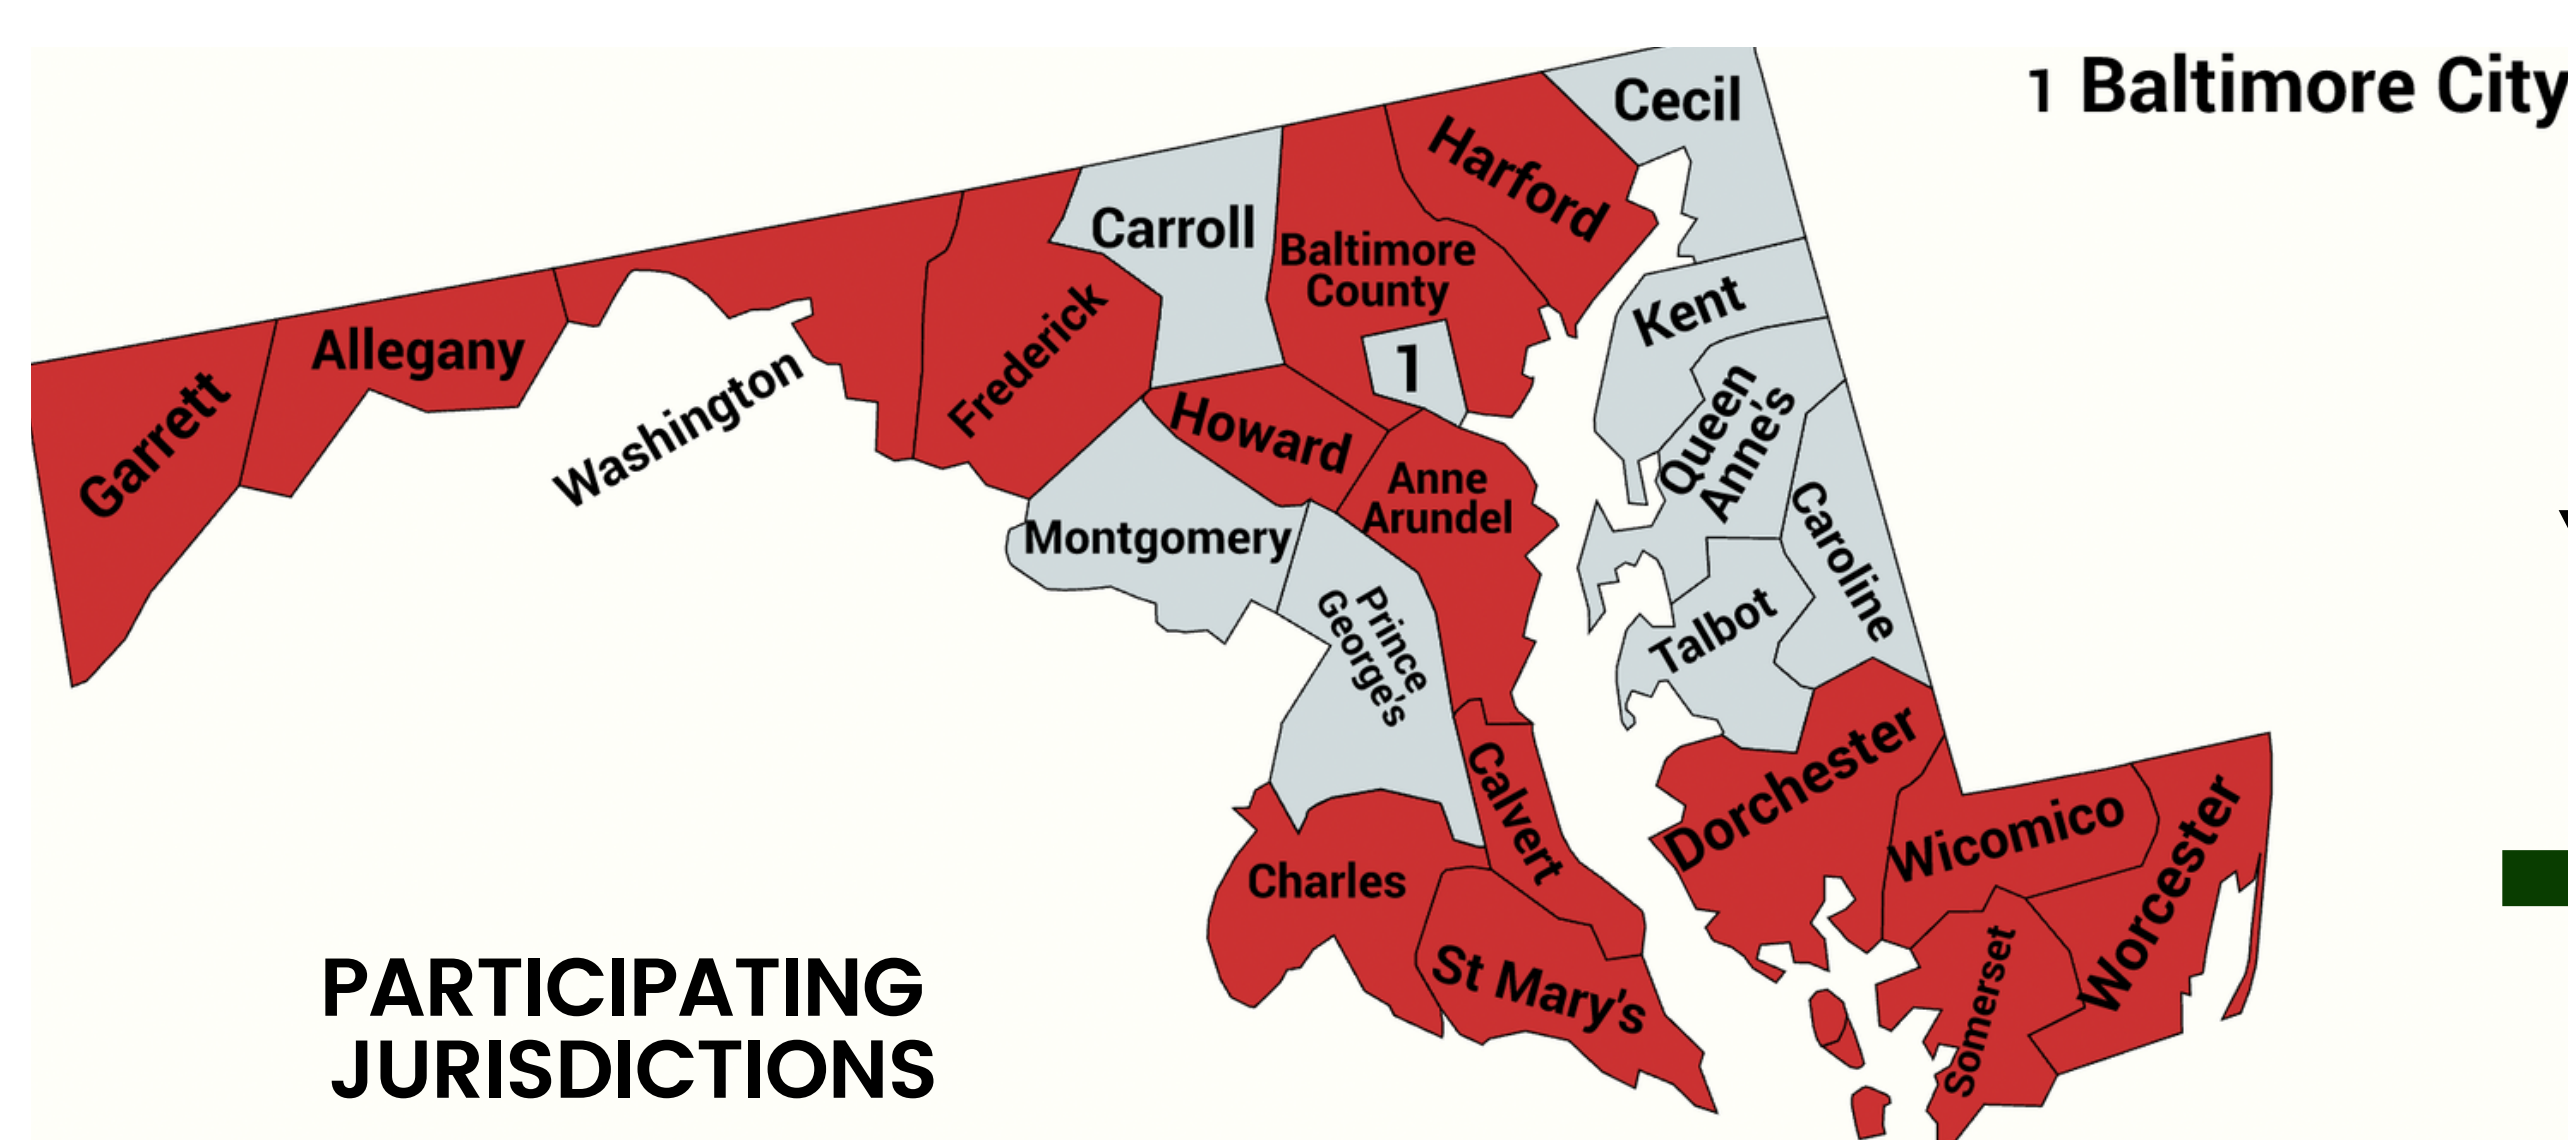 1 Baltimore City
Cecil
Harford
Carroll
Baltimore
County
Kent
1
Allegany
Garrett
Washington
Frederick
Howard
Queen
Anne's
Anne
Arundel
Montgomery
Caroline
Prince
George's
Talbot
Calvert
Dorchester
Wicomico
Worcester
Charles
St Mary's
Somerset
PARTICIPATING
JURISDICTIONS